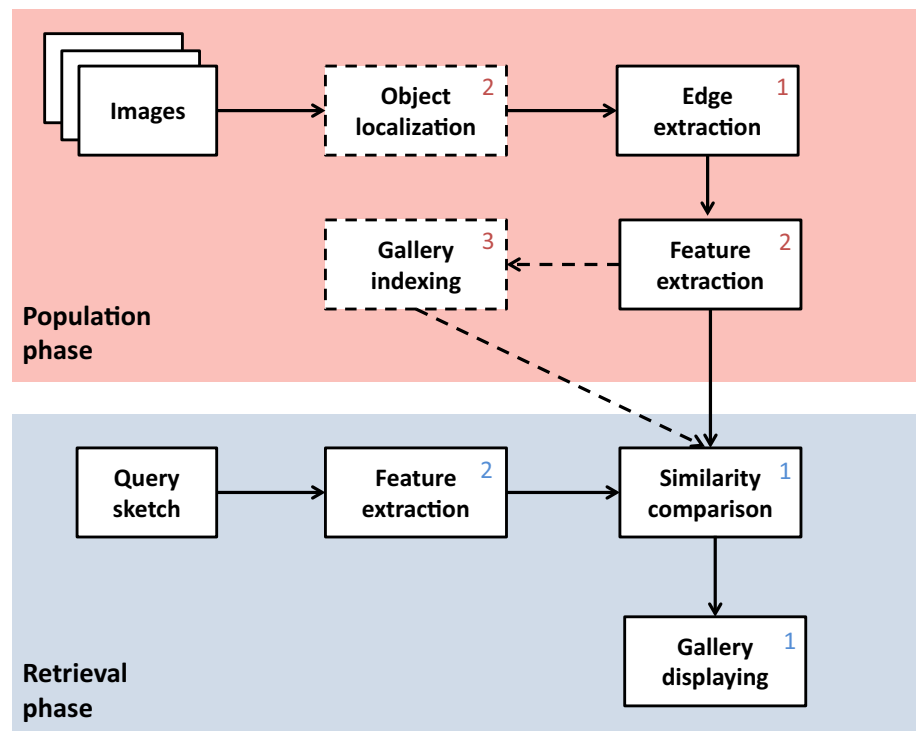 Images
2
Object
localization
1
Edge
extraction
3
Gallery
indexing
2
Feature
extraction
Population
phase
Query
sketch
2
Feature
extraction
1
Similarity
comparison
1
Gallery
displaying
Retrieval
phase